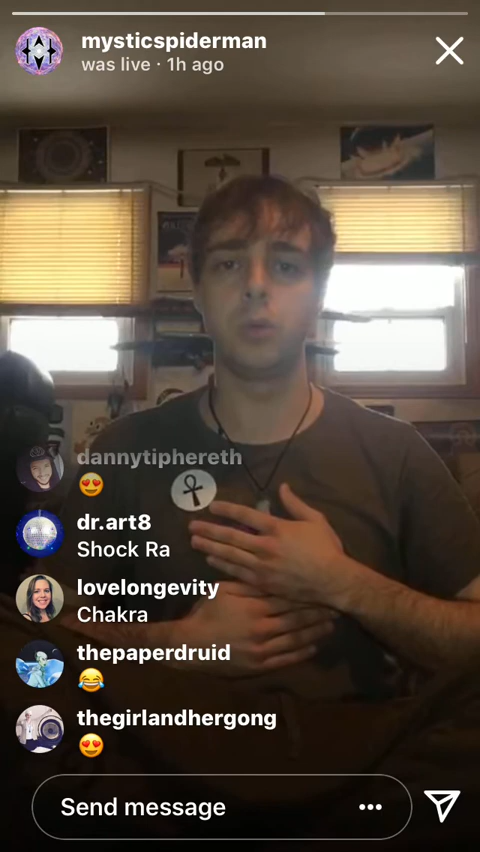 mysticspiderman
was live · 1h ago
dannytiphereth
😍
dr.art8
Shock Ra
lovelongevity
Chakra
thepaperdruid
😂
thegirlandhergong
😍
Send message